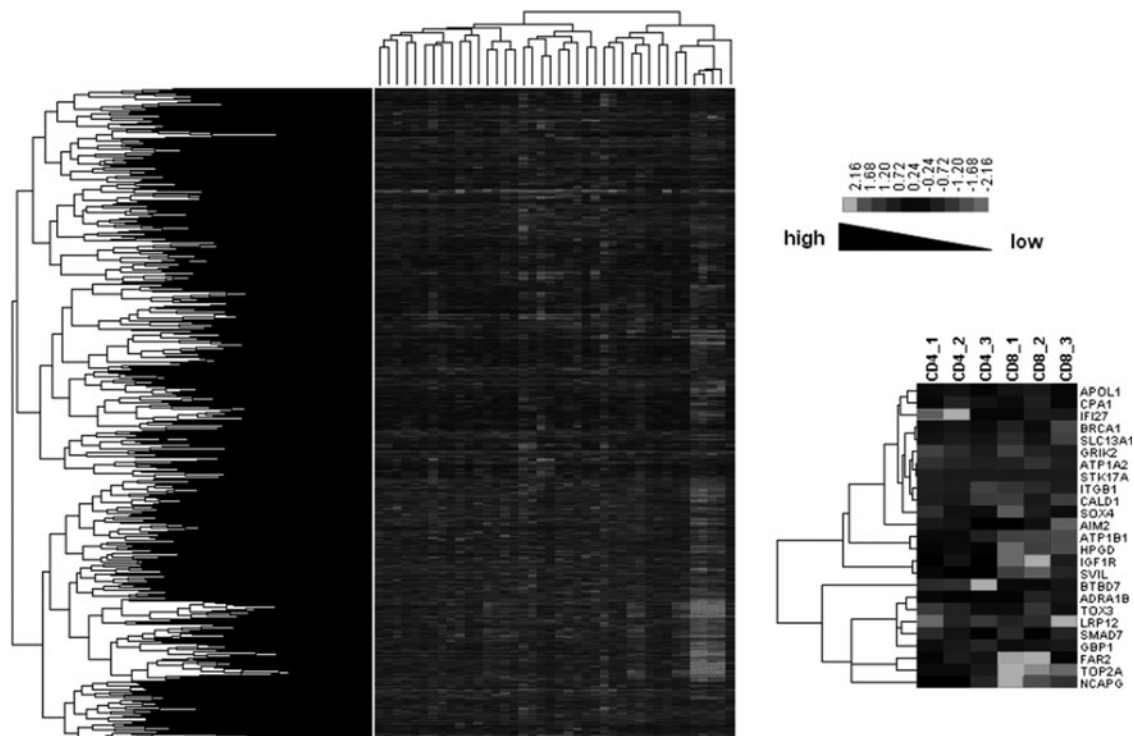 2.16
1.68
1.20
0.72
0.24
-0.24
-0.72
-1.20
-1.68
-2.16
high
low
CD4_1
CD4_2
CD4_3
CD8_1
CD8_2
CD8_3
APOL1
CPA1
IFI27
BRCA1
SLC13A1
GRIK2
ATP1A2
STK17A
ITGB1
CALD1
SOX4
AIM2
ATP1B1
HPGD
IGF1R
SVIL
BTBD7
ADRA1B
TOX3
LRP12
SMAD7
GBP1
FAR2
TOP2A
NCAPG